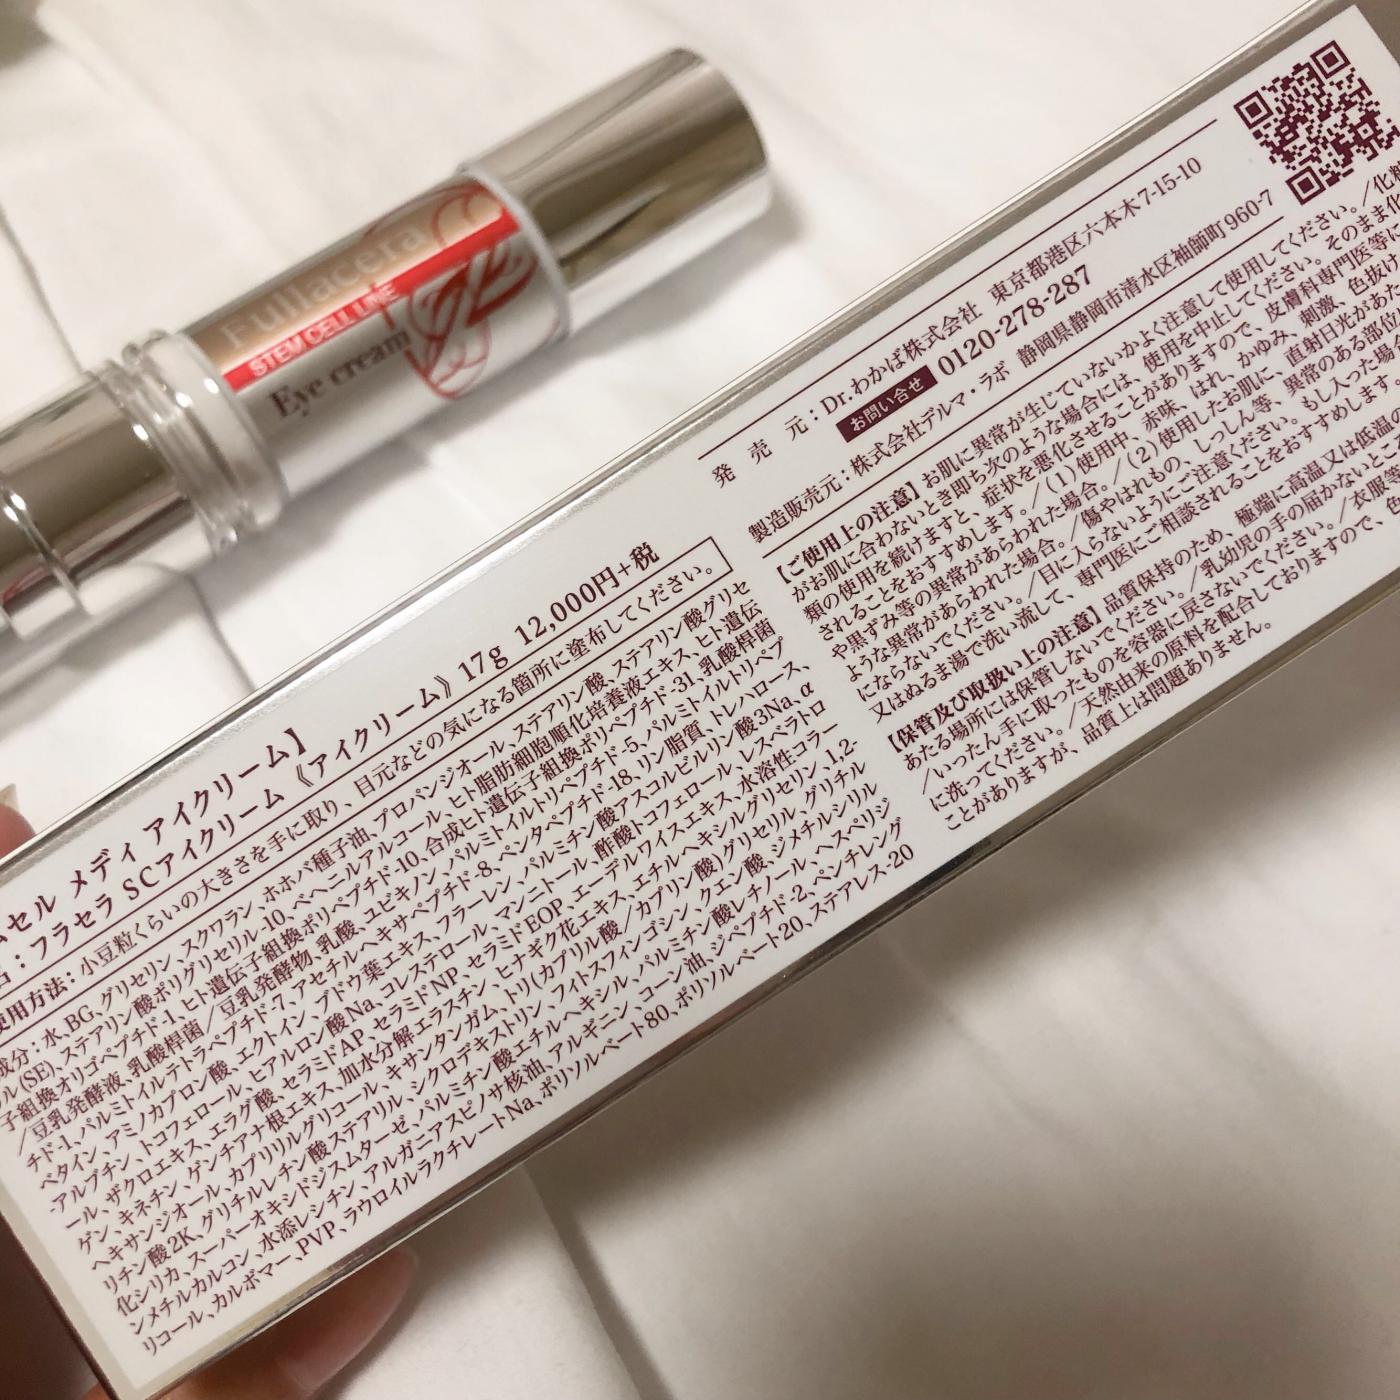 Fullacera
STEM CELL LINE
Eye cream
セル メディ アイクリーム】
：フラセラ SCアイクリーム《アイクリーム》17g 12,000円+税
使用方法：小豆粒くらいの大きさを手に取り、目元などの気になる箇所に塗布してください。
成分：水、BG、グリセリン、スクワラン、ホホバ種子油、プロパンジオール、ステアリン酸、ステアリン酸グリセ
ル(SE)、ステアリン酸ポリグリセリル-10、ベヘニルアルコール、ヒト脂肪細胞順化培養液エキス、ヒト遺伝
子組換オリゴペプチド-1、ヒト遺伝子組換ポリペプチド-10、合成ヒト遺伝子組換ポリペプチド-31、乳酸桿菌
/豆乳発酵液、乳酸桿菌/豆乳発酵物、乳酸、ユビキノン、パルミトイルトリペプチド-5、パルミトイルトリペプ
チド-1、パルミトイルテトラペプチド-7、アセチルヘキサペプチド-8、ペンタペプチド-18、リン脂質、トレハロース、
ベタイン、アミノカプロン酸、エクトイン、ブドウ葉エキス、フラーレン、パルミチン酸アスコルビルリン酸3Na、α
-アルブチン、トコフェロール、ヒアルロン酸Na、コレステロール、マンニトール、酢酸トコフェロール、レスベラトロ
ール、ザクロエキス、エラグ酸、セラミドAP、セラミドNP、セラミドEOP、エーデルワイスエキス、水溶性コラー
ゲン、キネチン、ゲンチアナ根エキス、加水分解エラスチン、ヒナギク花エキス、エチルヘキシルグリセリン、1,2-
ヘキサンジオール、カプリリルグリコール、キサンタンガム、トリ(カプリル酸/カプリン酸)グリセリル、グリチル
リチン酸2K、グリチルレチン酸ステアリル、シクロデキストリン、フィトスフィンゴシン、クエン酸、ジメチルシリル
化シリカ、スーパーオキシドジスムターゼ、パルミチン酸エチルヘキシル、パルミチン酸レチノール、ヘスペリジ
ンメチルカルコン、水添レシチン、アルガニアスピノサ核油、アルギニン、コーン油、ジペプチド-2、ペンチレング
リコール、カルボマー、PVP、ラウロイルラクチレートNa、ポリソルベート80、ポリソルベート20、ステアレス-20
発売元：Dr.わかば株式会社 東京都港区六本木7-15-10
お問い合せ 0120-278-287
製造販売元：株式会社デルマ・ラボ 静岡県静岡市清水区袖師町960-7
【ご使用上の注意】お肌に異常が生じていないかよく注意して使用してください。/化粧
がお肌に合わないとき即ち次のような場合には、使用を中止してください。そのまま化
類の使用を続けますと、症状を悪化させることがありますので、皮膚科専門医等に
されることをおすすめします。/(1)使用中、赤味、はれ、かゆみ、刺激、色抜け
や黒ずみ等の異常があらわれた場合。/(2)使用したお肌に、直射日光があた
ような異常があらわれた場合。/傷やはれもの、しっしん等、異常のある部位
にならないでください。/目に入らないようにご注意ください。もし入った場合
又はぬるま湯で洗い流して、専門医にご相談されることをおすすめします。
【保管及び取扱い上の注意】品質保持のため、極端に高温又は低温の
あたる場所には保管しないでください。/乳幼児の手の届かないとこ
/いったん手に取ったものを容器に戻さないでください。/衣服等
に洗ってください。/天然由来の原料を配合しておりますので、色
ことがありますが、品質上は問題ありません。